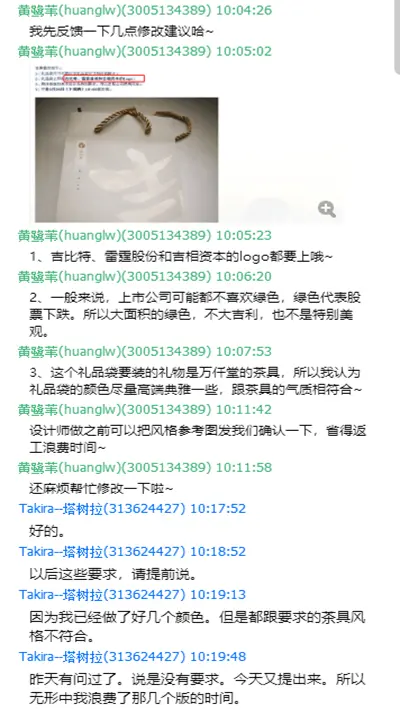 黄骏苇(huanglw)(3005134389) 10:04:26
我先反馈一下几点修改建议哈~
黄骏苇(huanglw)(3005134389) 10:05:02
黄骏苇(huanglw)(3005134389) 10:05:23
1、吉比特、雷霆股份和吉相资本的logo都要上哦~
黄骏苇(huanglw)(3005134389) 10:06:20
2、一般来说，上市公司可能都不喜欢绿色，绿色代表股
票下跌。所以大面积的绿色，不大吉利，也不是特别美
观。
黄骏苇(huanglw)(3005134389) 10:07:53
3、这个礼品袋要装的礼物是万仟堂的茶具，所以我认为
礼品袋的颜色尽量高端典雅一些，跟茶具的气质相符合~
黄骏苇(huanglw)(3005134389) 10:11:42
设计师做之前可以把风格参考图发我们确认一下，省得返
工浪费时间~
黄骏苇(huanglw)(3005134389) 10:11:58
还麻烦帮忙修改一下啦~
Takira--塔树拉(313624427) 10:17:52
好的。
Takira--塔树拉(313624427) 10:18:52
以后这些要求，请提前说。
Takira--塔树拉(313624427) 10:19:13
因为我已经做了好几个颜色。但是都跟要求的茶具风
格不符合。
Takira--塔树拉(313624427) 10:19:48
昨天有问过了。说是没有要求。今天又提出来。所以
无形中我浪费了那几个版的时间。